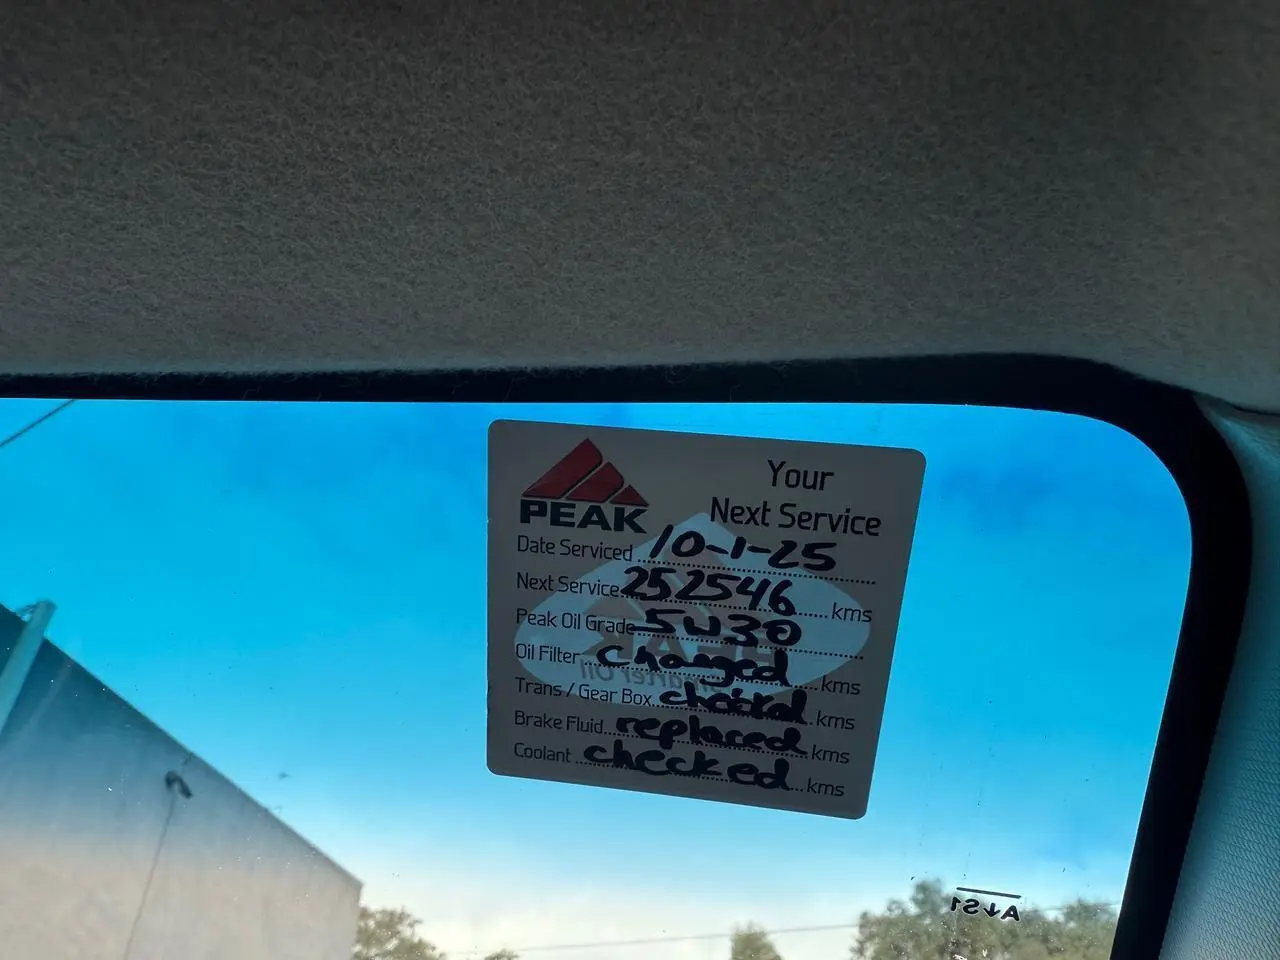 PEAK
Your
Next Service
Date Serviced 10-1-25
Next Service 252546 kms
Peak Oil Grade 5W30
Oil Filter changed kms
Trans / Gear Box checked kms
Brake Fluid replaced kms
Coolant checked kms
AS1